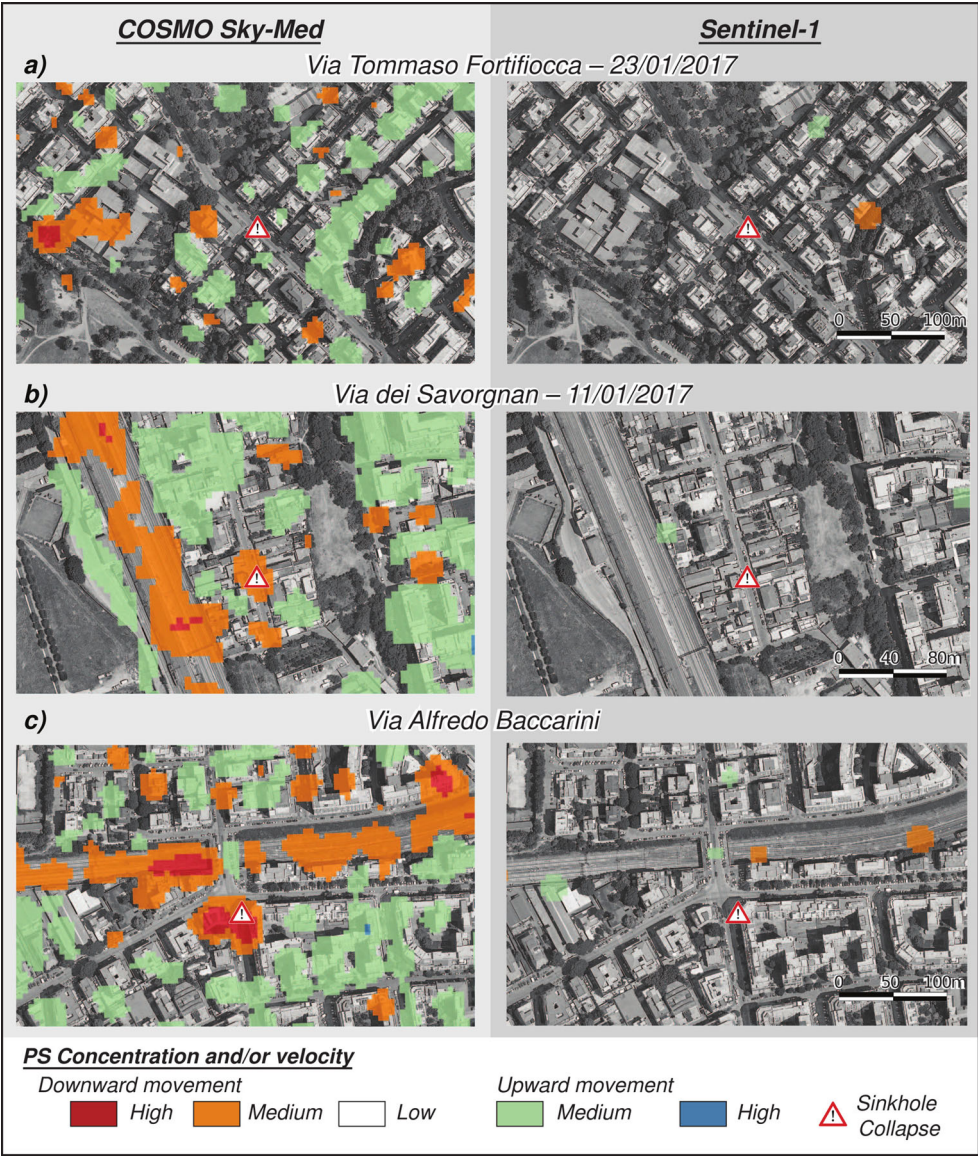 COSMO Sky-Med
Sentinel-1
a)
Via Tommaso Fortifiocca – 23/01/2017
0 50 100m
b)
Via dei Savorgnan – 11/01/2017
0 40 80m
c)
Via Alfredo Baccarini
0 50 100m
PS Concentration and/or velocity
Downward movement
Upward movement
High
Medium
Low
Medium
High
Sinkhole
Collapse